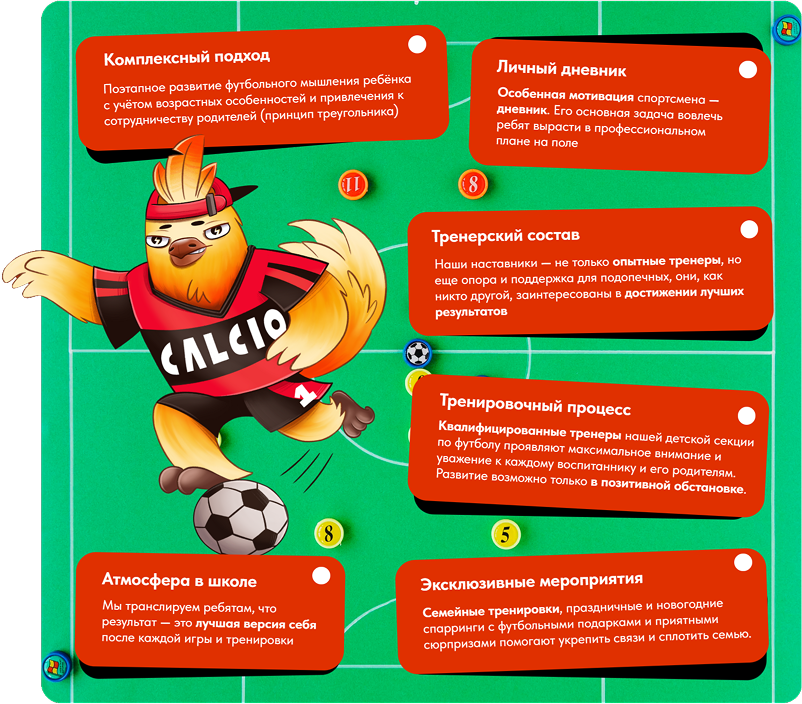 Комплексный подход
Поэтапное развитие футбольного мышления ребёнка
с учётом возрастных особенностей и привлечения к
сотрудничеству родителей (принцип треугольника)
Личный дневник
Особенная мотивация спортсмена —
дневник. Его основная задача вовлечь
ребят вырасти в профессиональном
плане на поле
11
8
Тренерский состав
Наши наставники — не только опытные тренеры, но
еще опора и поддержка для подопечных, они, как
никто другой, заинтересованы в достижении лучших
результатов
CALCIO
1
Тренировочный процесс
Квалифицированные тренеры нашей детской секции
по футболу проявляют максимальное внимание и
уважение к каждому воспитаннику и его родителям.
Развитие возможно только в позитивной обстановке.
8
5
Атмосфера в школе
Мы транслируем ребятам, что
результат — это лучшая версия себя
после каждой игры и тренировки
Эксклюзивные мероприятия
Семейные тренировки, праздничные и новогодние
спарринги с футбольными подарками и приятными
сюрпризами помогают укрепить связи и сплотить семью.